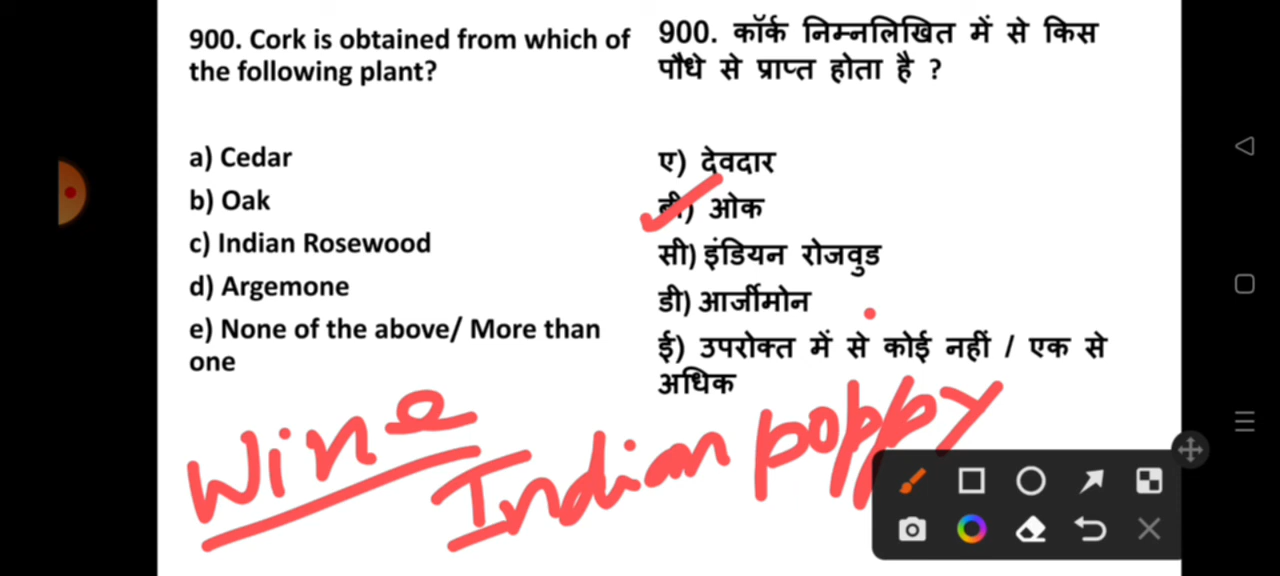 900. Cork is obtained from which of
the following plant?
a) Cedar
b) Oak
c) Indian Rosewood
d) Argemone
e) None of the above/ More than
one
900. कॉर्क निम्नलिखित में से किस
पौधे से प्राप्त होता है ?
ए) देवदार
बी) ओक
सी) इंडियन रोजवुड
डी) आर्जीमोन
ई) उपरोक्त में से कोई नहीं / एक से
अधिक
Wine
Indian poppy